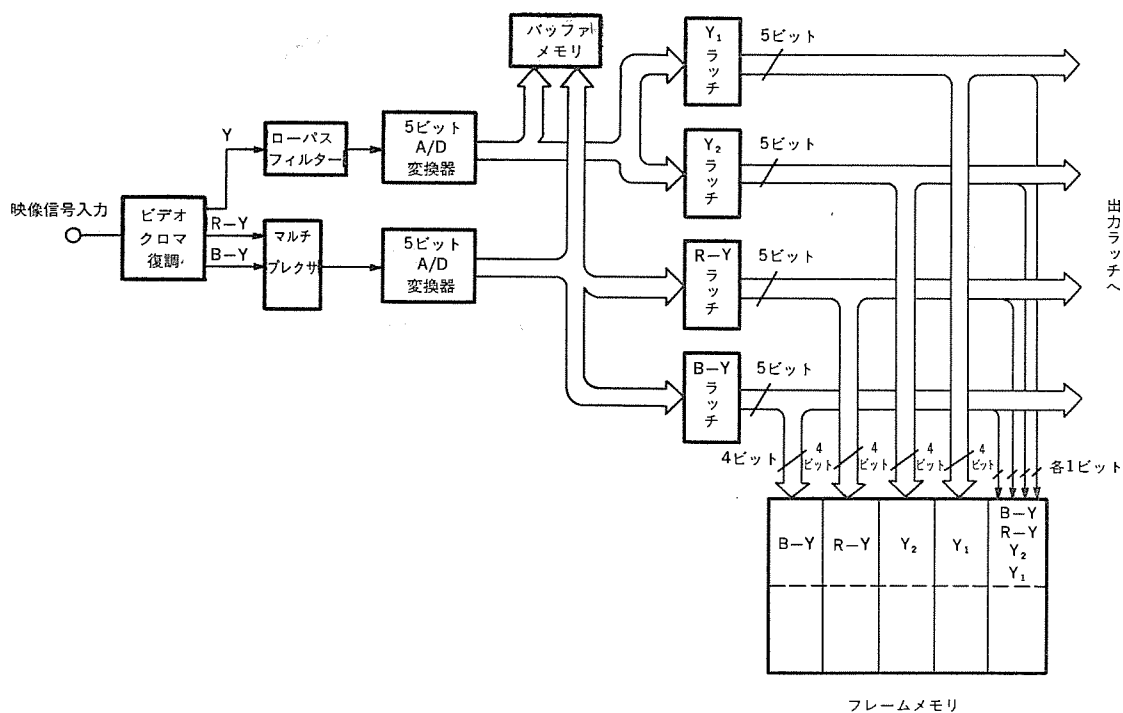 バッファ
メモリ
Y₁
ラッチ
5ビット
Y
ローパス
フィルター
5ビット
A/D
変換器
Y₂
ラッチ
5ビット
映像信号入力
ビデオ
クロマ
復調
R−Y
B−Y
マルチ
プレクサ
5ビット
A/D
変換器
R−Y
ラッチ
5ビット
出力ラッチへ
B−Y
ラッチ
5ビット
4ビット
4
ビット
4
ビット
4
ビット
4
ビット
各1ビット
B−Y
R−Y
Y₂
Y₁
B−Y
R−Y
Y₂
Y₁
フレームメモリ